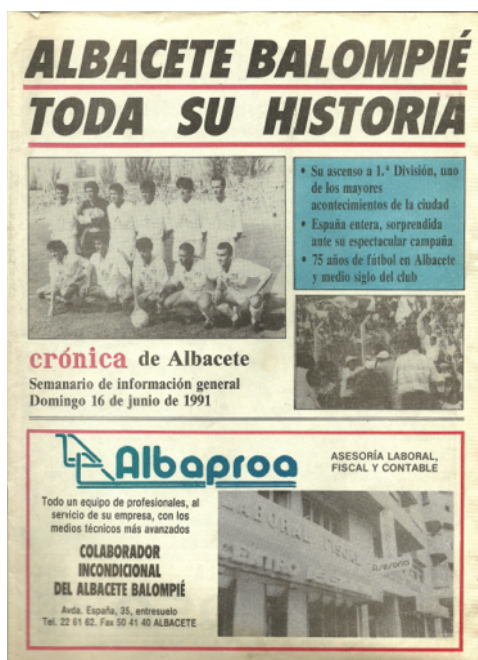 ALBACETE BALOMPIÉ
TODA SU HISTORIA
• Su ascenso a 1.ª División, uno
de los mayores
acontecimientos de la ciudad
• España entera, sorprendida
ante su espectacular campaña
• 75 años de fútbol en Albacete
y medio siglo del club
crónica de Albacete
Semanario de información general
Domingo 16 de junio de 1991
Albaproa
ASESORÍA LABORAL,
FISCAL Y CONTABLE
Todo un equipo de profesionales, al
servicio de su empresa, con los
medios técnicos más avanzados
COLABORADOR
INCONDICIONAL
DEL ALBACETE BALOMPIÉ
Avda. España, 35, entresuelo
Tel. 22 61 62. Fax 50 41 40 ALBACETE
LABORAL FISCAL
Asesoria